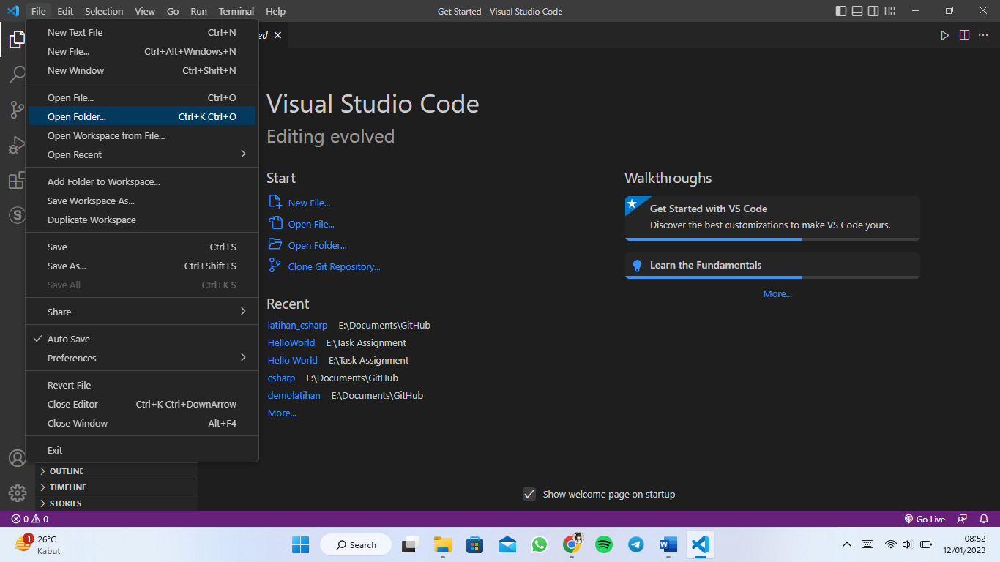 File Edit Selection View Go Run Terminal Help
Get Started - Visual Studio Code
New Text File Ctrl+N
New File... Ctrl+Alt+Windows+N
New Window Ctrl+Shift+N
Open File... Ctrl+O
Open Folder... Ctrl+K Ctrl+O
Open Workspace from File...
Open Recent
Add Folder to Workspace...
Save Workspace As...
Duplicate Workspace
Save Ctrl+S
Save As... Ctrl+Shift+S
Save All Ctrl+K S
Share
Auto Save
Preferences
Revert File
Close Editor Ctrl+K Ctrl+DownArrow
Close Window Alt+F4
Exit
OUTLINE
TIMELINE
STORIES
ed
Visual Studio Code
Editing evolved
Start
New File...
Open File...
Open Folder...
Clone Git Repository...
Recent
latihan_csharp E:\Documents\GitHub
HelloWorld E:\Task Assignment
Hello World E:\Task Assignment
csharp E:\Documents\GitHub
demolatihan E:\Documents\GitHub
More...
Walkthroughs
Get Started with VS Code
Discover the best customizations to make VS Code yours.
Learn the Fundamentals
More...
Show welcome page on startup
0 0
Go Live
1
26°C
Kabut
Search
08:52
12/01/2023